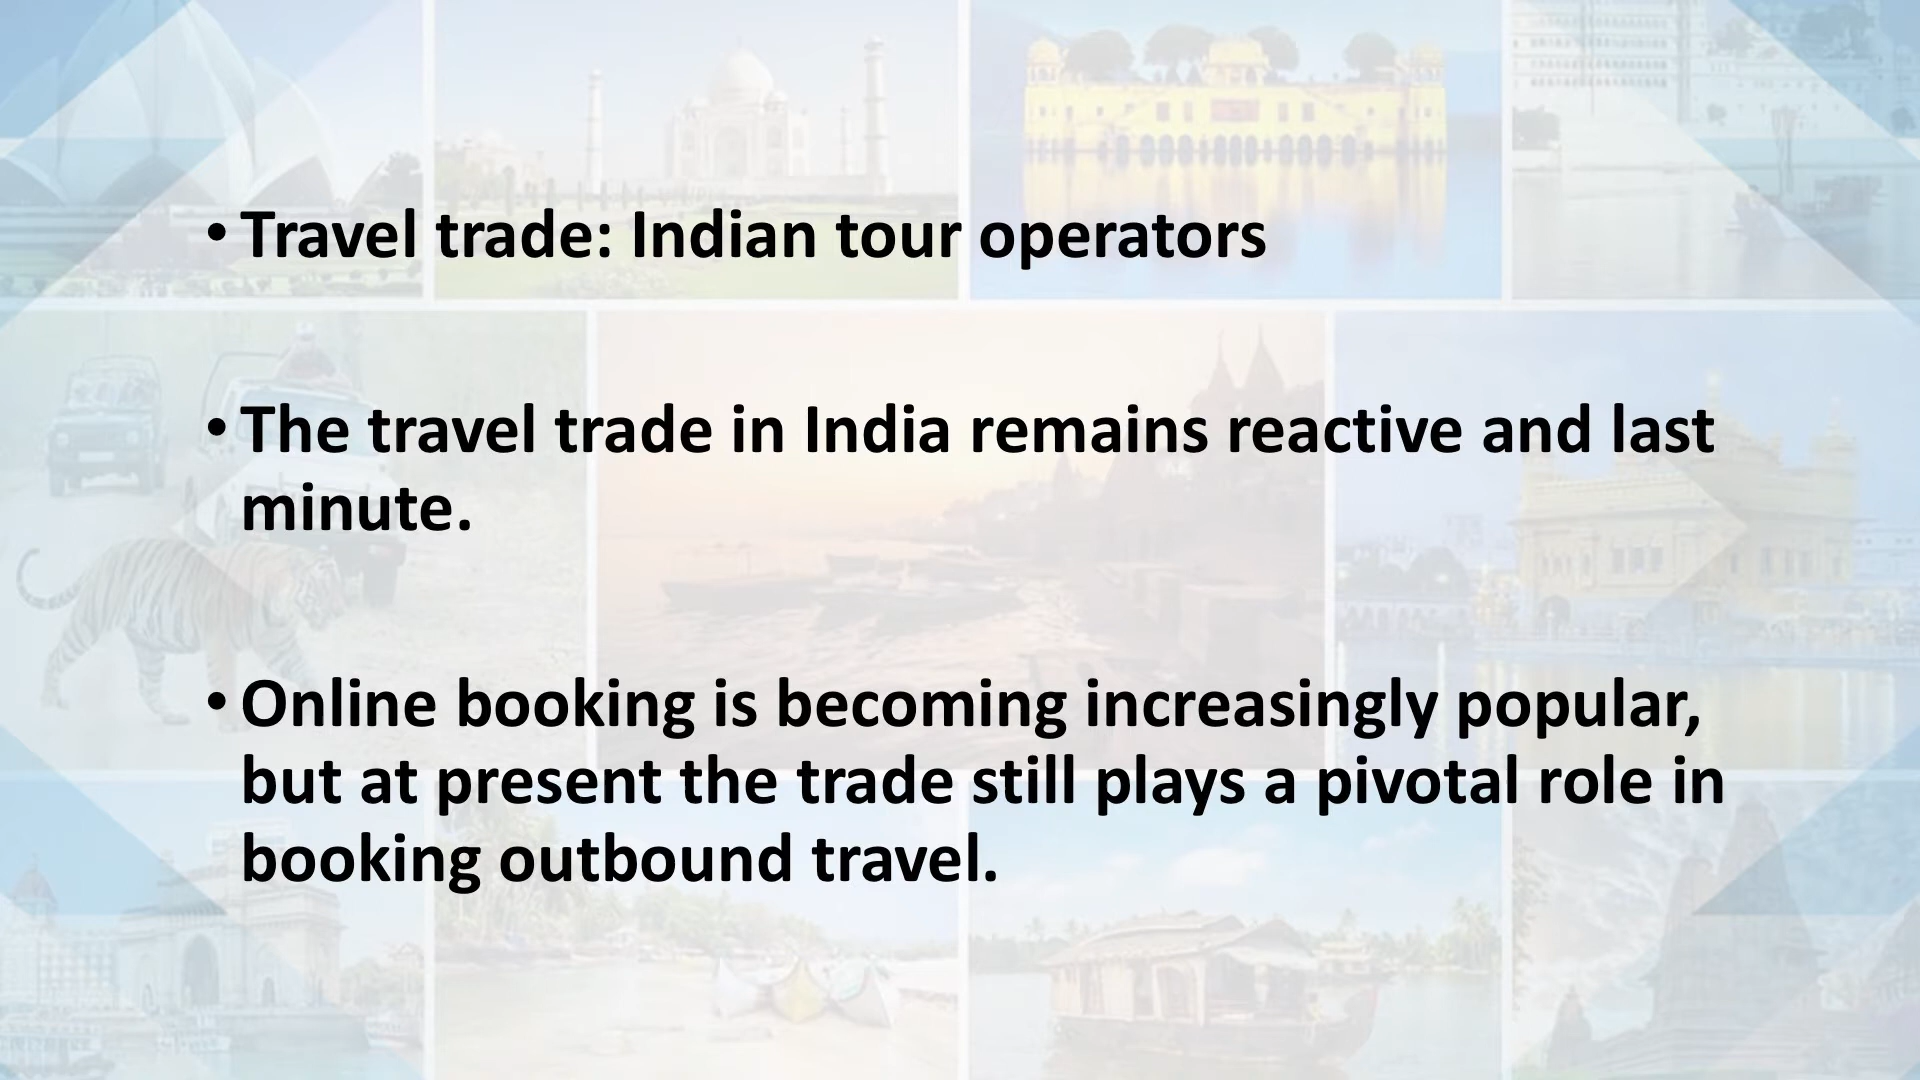 • Travel trade: Indian tour operators
• The travel trade in India remains reactive and last
minute.
• Online booking is becoming increasingly popular,
but at present the trade still plays a pivotal role in
booking outbound travel.